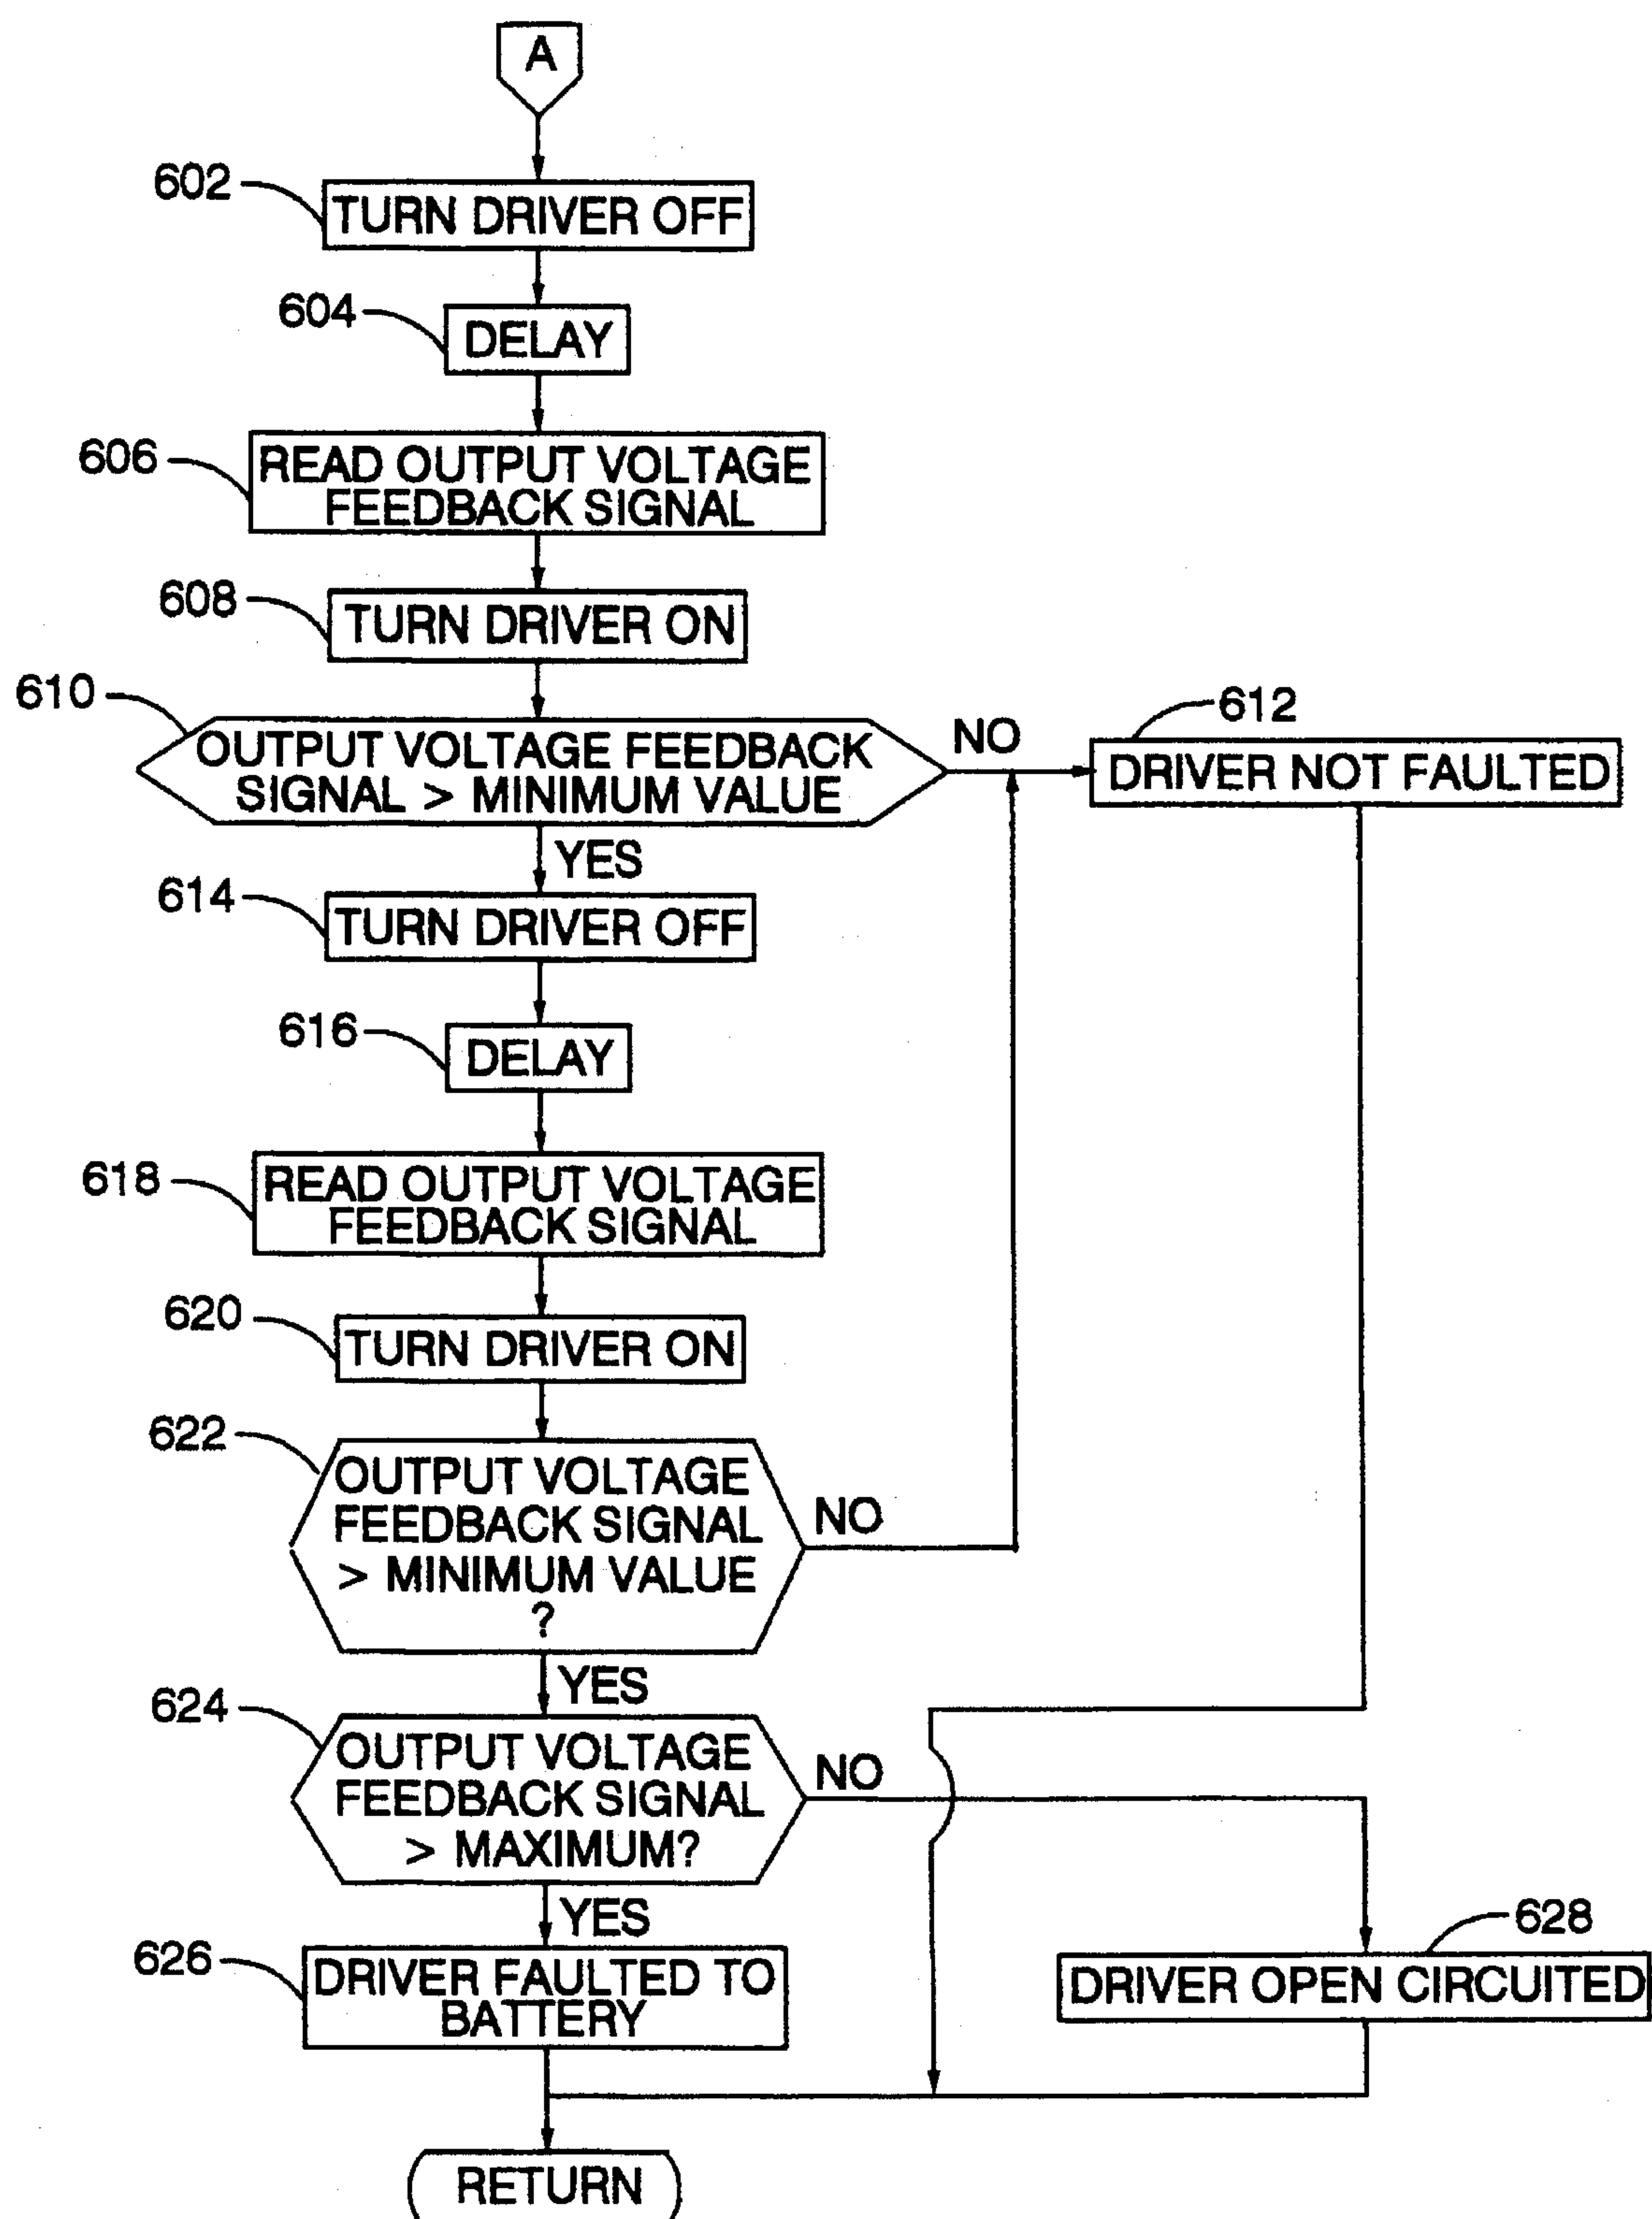 A
602
TURN DRIVER OFF
604
DELAY
606
READ OUTPUT VOLTAGE
FEEDBACK SIGNAL
608
TURN DRIVER ON
610
OUTPUT VOLTAGE FEEDBACK
SIGNAL > MINIMUM VALUE
NO
612
DRIVER NOT FAULTED
YES
614
TURN DRIVER OFF
616
DELAY
618
READ OUTPUT VOLTAGE
FEEDBACK SIGNAL
620
TURN DRIVER ON
622
OUTPUT VOLTAGE
FEEDBACK SIGNAL
> MINIMUM VALUE
?
NO
YES
624
OUTPUT VOLTAGE
FEEDBACK SIGNAL
> MAXIMUM?
NO
YES
626
DRIVER FAULTED TO
BATTERY
628
DRIVER OPEN CIRCUITED
RETURN